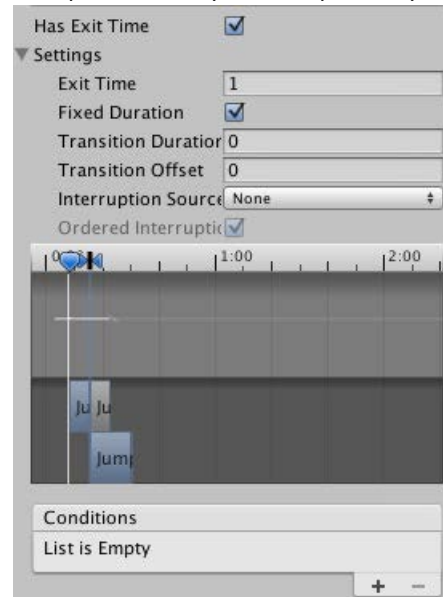 Has Exit Time
Settings
Exit Time 1
Fixed Duration
Transition Duration 0
Transition Offset 0
Interruption Source None
Ordered Interruptic
1:00 2:00
Ju Ju
Jump
Conditions
List is Empty
+ −